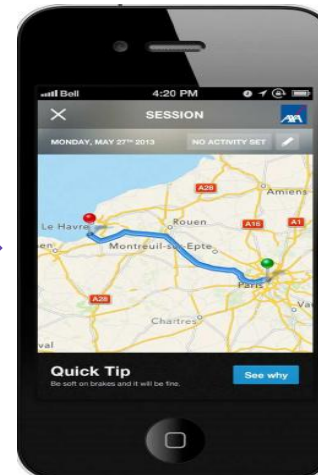 Bell 4:20 PM
SESSION
AXA
MONDAY, MAY 27TH 2013 NO ACTIVITY SET
A28
Amiens
Le Havre
Rouen
A16 A1
Montreuil-sur-Epte
Paris
A28
Chartres
val
Quick Tip
Be soft on brakes and it will be fine.
See why